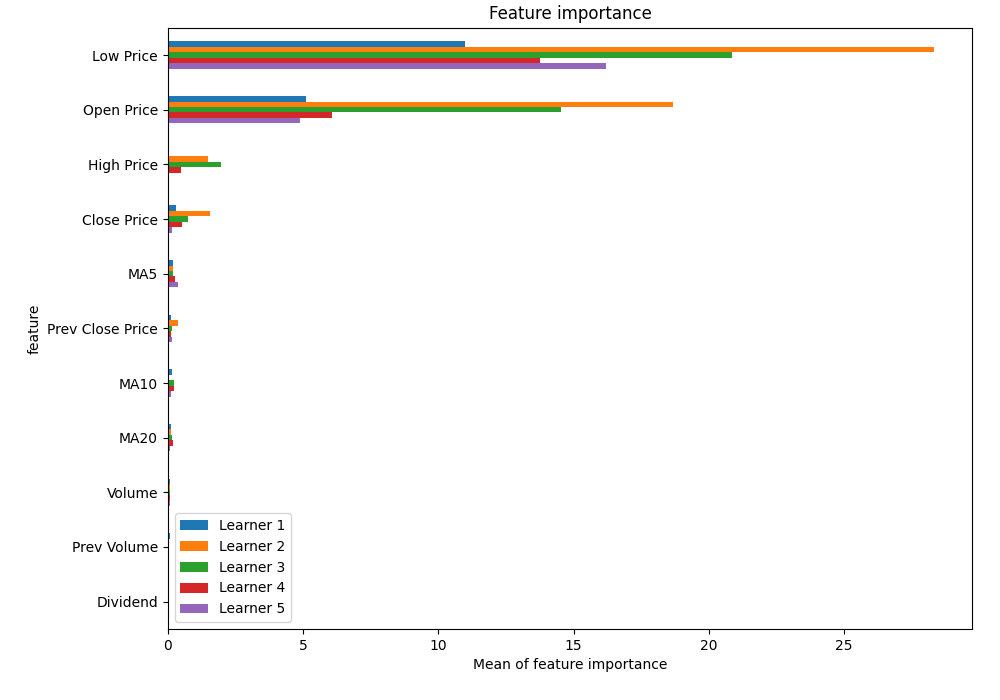 Feature importance
Low Price
Open Price
High Price
Close Price
MA5
Prev Close Price
MA10
MA20
Volume
Prev Volume
Dividend
feature
Learner 1
Learner 2
Learner 3
Learner 4
Learner 5
0 5 10 15 20 25
Mean of feature importance